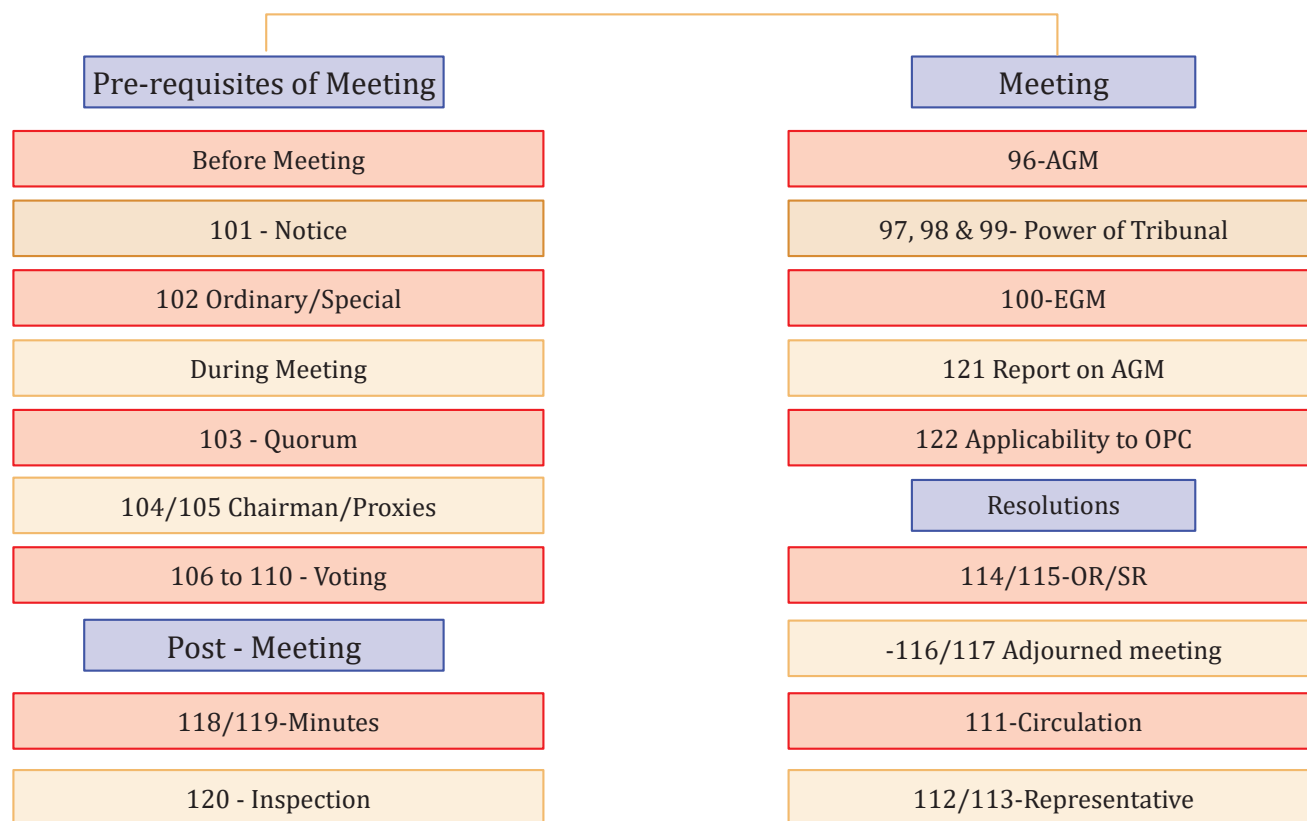 Pre-requisites of Meeting
Before Meeting
101 - Notice
102 Ordinary/Special
During Meeting
103 - Quorum
104/105 Chairman/Proxies
106 to 110 - Voting
Post - Meeting
118/119-Minutes
120 - Inspection
Meeting
96-AGM
97, 98 & 99- Power of Tribunal
100-EGM
121 Report on AGM
122 Applicability to OPC
Resolutions
114/115-OR/SR
-116/117 Adjourned meeting
111-Circulation
112/113-Representative